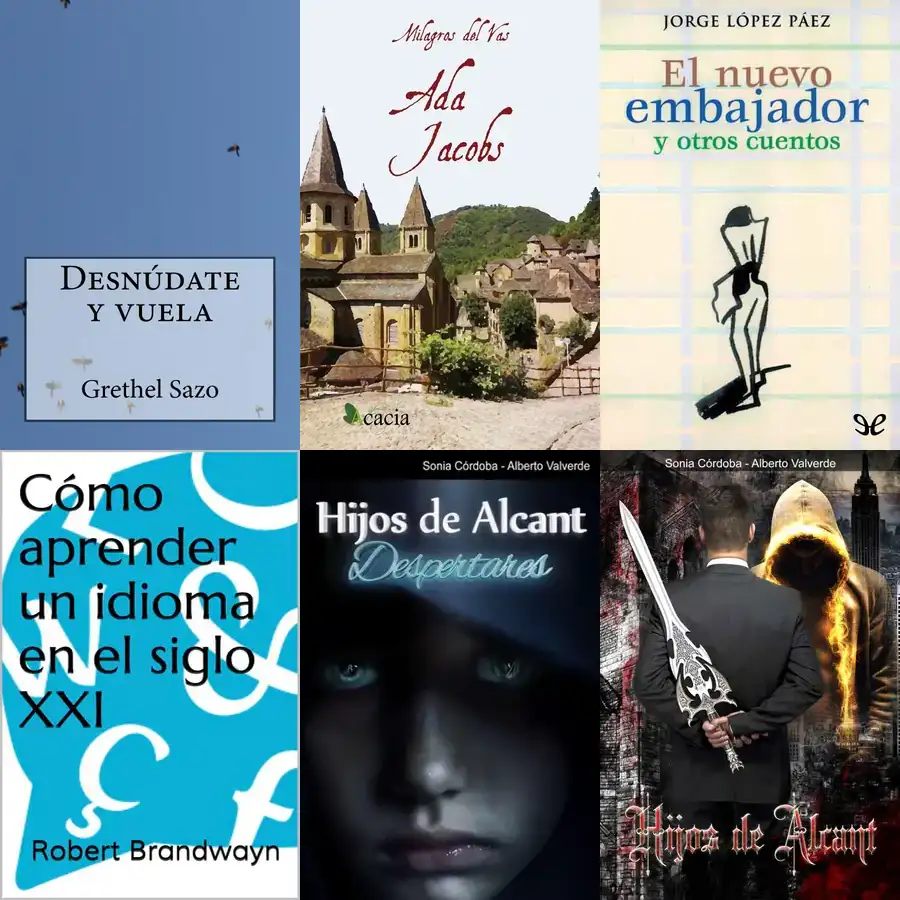 DESNÚDATE
Y VUELA
Grethel Sazo
Milagros del Vas
Ada
Jacobs
Acacia
JORGE LÓPEZ PÁEZ
El nuevo
embajador
y otros cuentos
Cómo
aprender
un idioma
en el siglo
XXI
Robert Brandwayn
Sonia Córdoba - Alberto Valverde
Hijos de Alcant
Despertares
Sonia Córdoba - Alberto Valverde
Hijos de Alcant